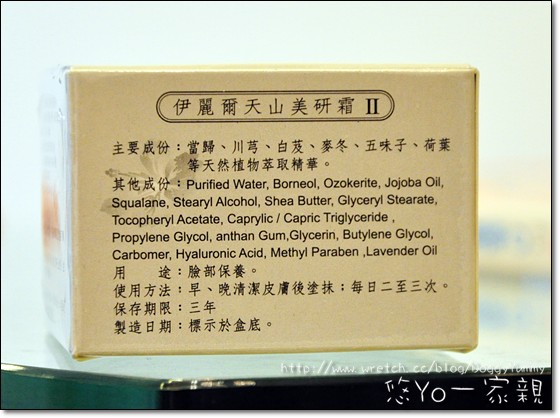 伊麗爾天山美研霜 II
主要成份：當歸、川芎、白芨、麥冬、五味子、荷葉
等天然植物萃取精華。
其他成份：Purified Water, Borneol, Ozokerite, Jojoba Oil,
Squalane, Stearyl Alcohol, Shea Butter, Glyceryl Stearate,
Tocopheryl Acetate, Caprylic / Capric Triglyceride ,
Propylene Glycol, anthan Gum,Glycerin, Butylene Glycol,
Carbomer, Hyaluronic Acid, Methyl Paraben ,Lavender Oil
用　　途：臉部保養。
使用方法：早、晚清潔皮膚後塗抹；每日二至三次。
保存期限：三年
製造日期：標示於盒底。
http://www.wretch.cc/blog/DoggyTommy
悠Yo一家親